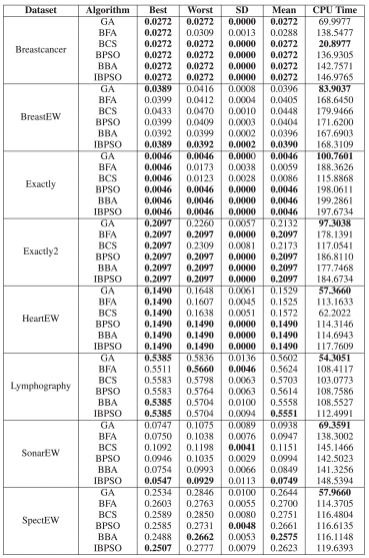 Dataset Algorithm Best Worst SD Mean CPU Time
GA 0.0272 0.0272 0.0000 0.0272 69.9977
BFA 0.0272 0.0309 0.0013 0.0288 138.5477
Breastcancer BCS 0.0272 0.0272 0.0000 0.0272 20.8977
BPSO 0.0272 0.0272 0.0000 0.0272 136.9305
BBA 0.0272 0.0272 0.0000 0.0272 142.7571
IBPSO 0.0272 0.0272 0.0000 0.0272 146.9765
GA 0.0389 0.0416 0.0008 0.0396 83.9037
BFA 0.0399 0.0412 0.0004 0.0405 168.6450
BreastEW BCS 0.0433 0.0470 0.0010 0.0448 179.9466
BPSO 0.0399 0.0409 0.0003 0.0404 171.6200
BBA 0.0392 0.0399 0.0002 0.0396 167.6903
IBPSO 0.0389 0.0392 0.0002 0.0390 168.3109
GA 0.0046 0.0046 0.0000 0.0046 100.7601
BFA 0.0046 0.0173 0.0038 0.0059 188.3626
Exactly BCS 0.0046 0.0123 0.0028 0.0086 115.8868
BPSO 0.0046 0.0046 0.0000 0.0046 198.0611
BBA 0.0046 0.0046 0.0000 0.0046 199.2861
IBPSO 0.0046 0.0046 0.0000 0.0046 197.6734
GA 0.2097 0.2260 0.0057 0.2132 97.3038
BFA 0.2097 0.2097 0.0000 0.2097 178.1391
Exactly2 BCS 0.2097 0.2309 0.0081 0.2173 117.0541
BPSO 0.2097 0.2097 0.0000 0.2097 186.8110
BBA 0.2097 0.2097 0.0000 0.2097 177.7468
IBPSO 0.2097 0.2097 0.0000 0.2097 184.6734
GA 0.1490 0.1648 0.0061 0.1529 57.3660
BFA 0.1490 0.1607 0.0045 0.1525 113.1633
HeartEW BCS 0.1490 0.1638 0.0051 0.1572 62.2022
BPSO 0.1490 0.1490 0.0000 0.1490 114.3146
BBA 0.1490 0.1490 0.0000 0.1490 114.6943
IBPSO 0.1490 0.1490 0.0000 0.1490 117.7609
GA 0.5385 0.5836 0.0136 0.5602 54.3051
BFA 0.5511 0.5660 0.0046 0.5624 108.4117
Lymphography BCS 0.5583 0.5798 0.0063 0.5703 103.0773
BPSO 0.5583 0.5764 0.0063 0.5614 108.7586
BBA 0.5385 0.5704 0.0100 0.5558 108.5527
IBPSO 0.5385 0.5704 0.0094 0.5551 112.4991
GA 0.0747 0.1075 0.0089 0.0938 69.3591
BFA 0.0750 0.1038 0.0076 0.0947 138.3002
SonarEW BCS 0.1092 0.1198 0.0041 0.1151 145.1466
BPSO 0.0946 0.1035 0.0029 0.0994 142.5023
BBA 0.0754 0.0993 0.0066 0.0849 141.3256
IBPSO 0.0547 0.0929 0.0113 0.0749 148.5394
GA 0.2534 0.2846 0.0100 0.2644 57.9660
BFA 0.2603 0.2763 0.0055 0.2700 114.3705
SpectEW BCS 0.2589 0.2850 0.0080 0.2751 116.4804
BPSO 0.2585 0.2731 0.0048 0.2661 116.6135
BBA 0.2488 0.2662 0.0053 0.2575 116.1148
IBPSO 0.2507 0.2777 0.0079 0.2623 119.6393